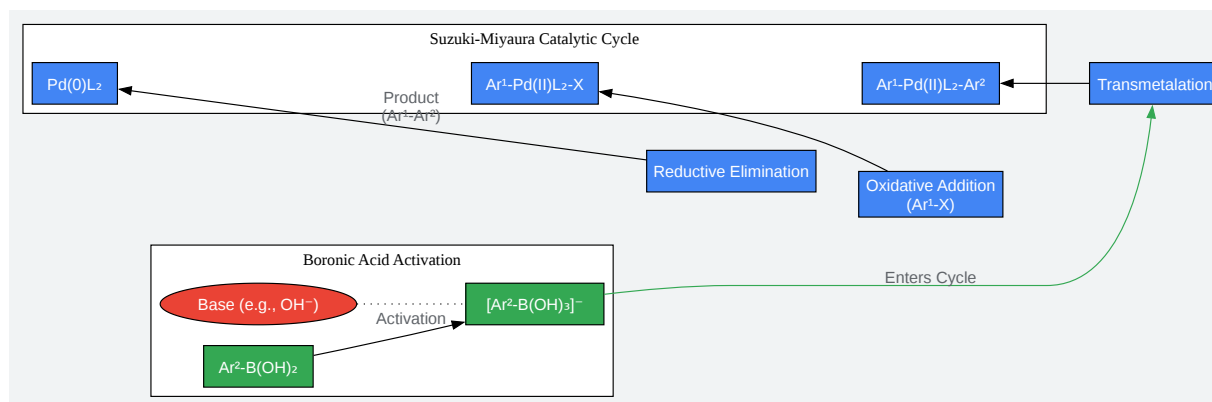 Suzuki-Miyaura Catalytic Cycle
Pd(0)L₂
Ar¹-Pd(II)L₂-X
Ar¹-Pd(II)L₂-Ar²
Transmetalation
Product
(Ar¹-Ar²)
Reductive Elimination
Oxidative Addition
(Ar¹-X)
Boronic Acid Activation
Enters Cycle
Base (e.g., OH⁻)
[Ar²-B(OH)₃]⁻
Activation
Ar²-B(OH)₂